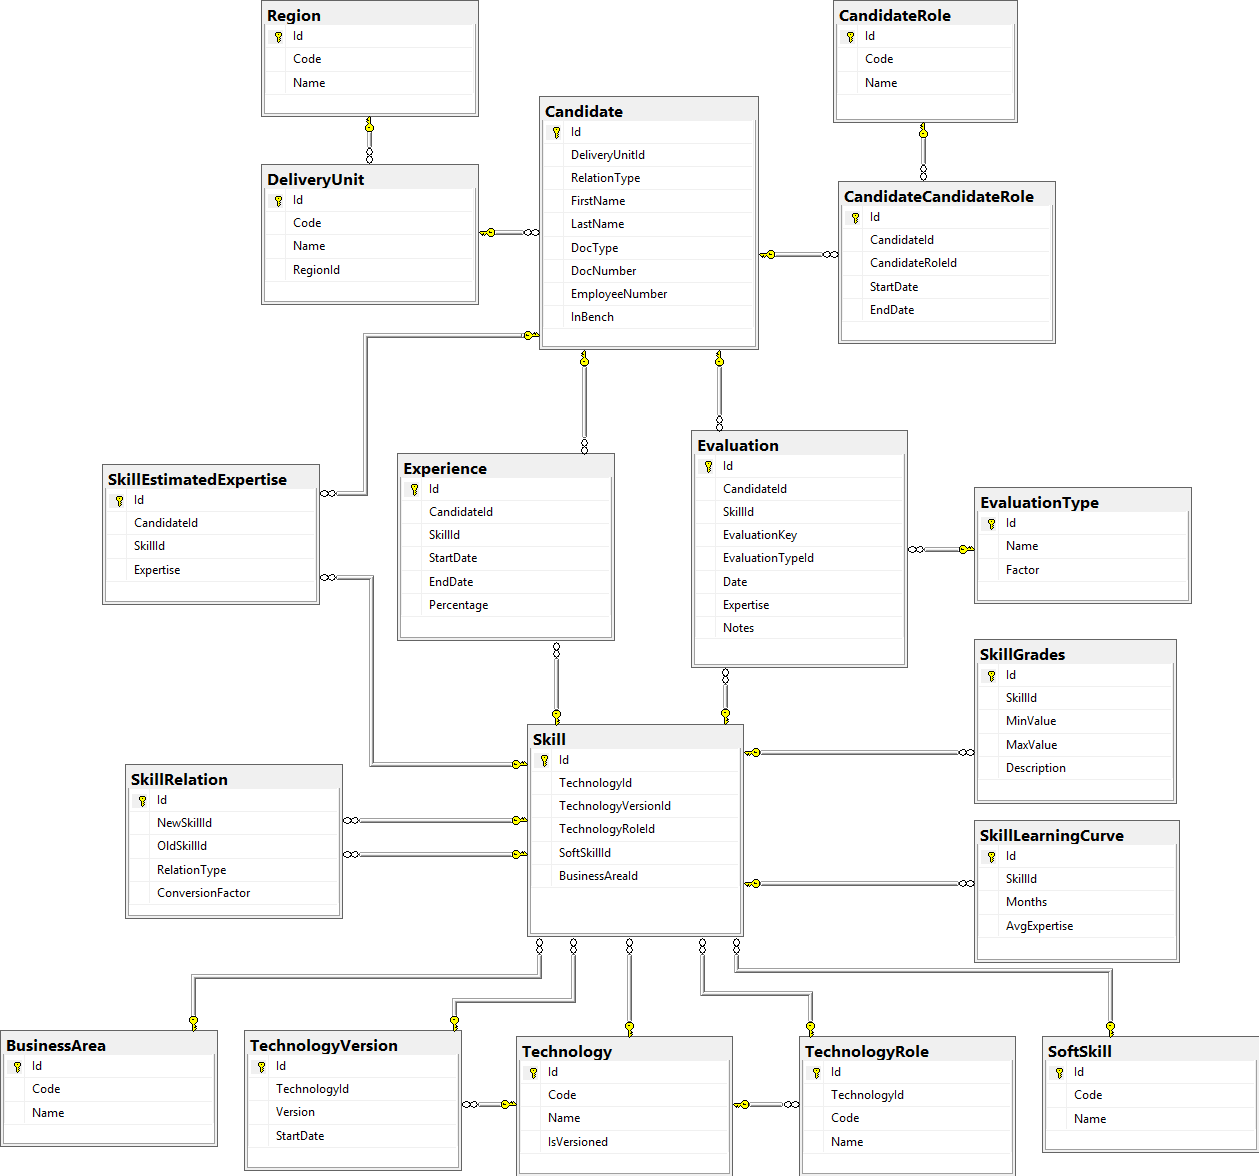 Region
Id
Code
Name
CandidateRole
Id
Code
Name
Candidate
Id
DeliveryUnitId
RelationType
FirstName
LastName
DocType
DocNumber
EmployeeNumber
InBench
DeliveryUnit
Id
Code
Name
RegionId
CandidateCandidateRole
Id
CandidateId
CandidateRoleId
StartDate
EndDate
SkillEstimatedExpertise
Id
CandidateId
SkillId
Expertise
Experience
Id
CandidateId
SkillId
StartDate
EndDate
Percentage
Evaluation
Id
CandidateId
SkillId
EvaluationKey
EvaluationTypeId
Date
Expertise
Notes
EvaluationType
Id
Name
Factor
SkillGrades
Id
SkillId
MinValue
MaxValue
Description
Skill
Id
TechnologyId
TechnologyVersionId
TechnologyRoleId
SoftSkillId
BusinessAreaId
SkillRelation
Id
NewSkillId
OldSkillId
RelationType
ConversionFactor
SkillLearningCurve
Id
SkillId
Months
AvgExpertise
BusinessArea
Id
Code
Name
TechnologyVersion
Id
TechnologyId
Version
StartDate
Technology
Id
Code
Name
IsVersioned
TechnologyRole
Id
TechnologyId
Code
Name
SoftSkill
Id
Code
Name